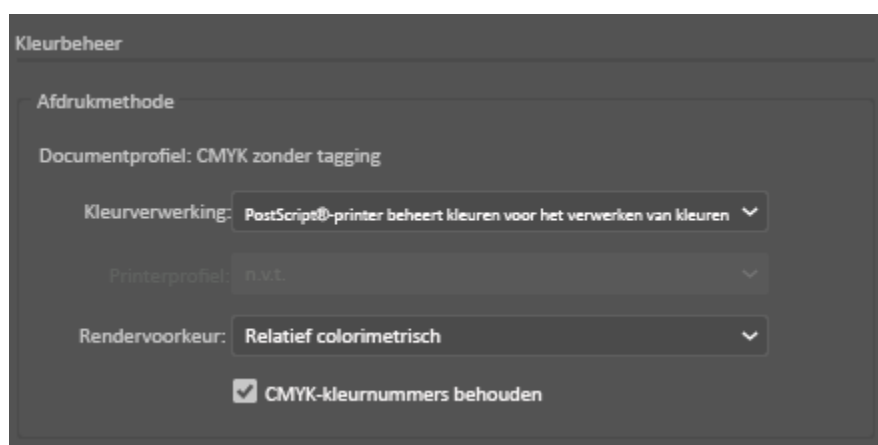 Kleurbeheer
Afdrukmethode
Documentprofiel: CMYK zonder tagging
Kleurverwerking: PostScript®-printer beheert kleuren voor het verwerken van kleuren
Printerprofiel: n.v.t.
Rendervoorkeur: Relatief colorimetrisch
CMYK-kleurnummers behouden